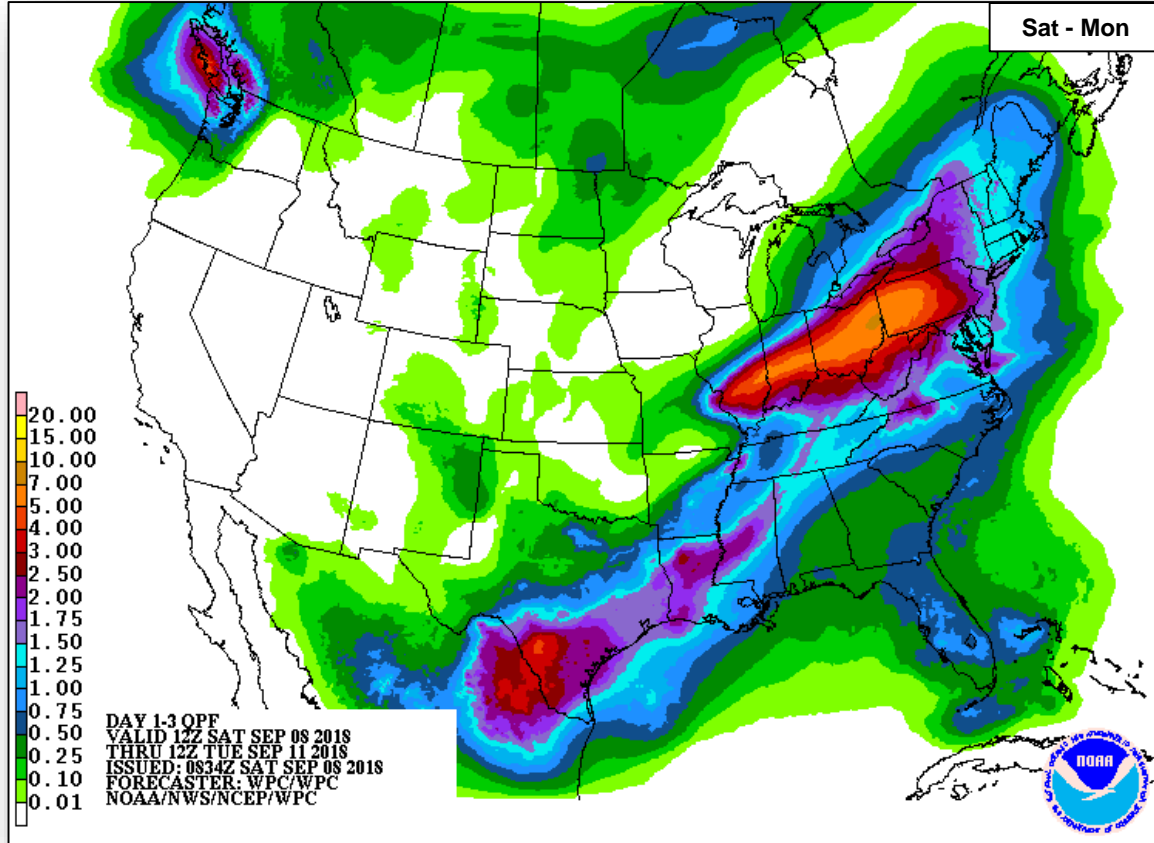 Sat - Mon
20.00
15.00
10.00
7.00
5.00
4.00
3.00
2.50
2.00
1.75
1.50
1.25
1.00
0.75
0.50
0.25
0.10
0.01
DAY 1-3 QPF
VALID 12Z SAT SEP 08 2018
THRU 12Z TUE SEP 11 2018
ISSUED: 0834Z SAT SEP 08 2018
FORECASTER: WPC/WPC
NOAA/NWS/NCEP/WPC
NOAA